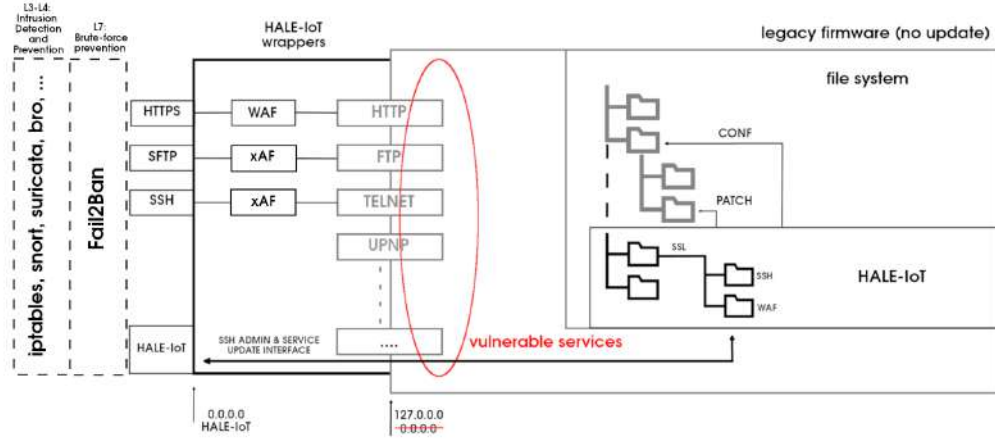 L3-L4: Intrusion
Detection
and
Prevention
L7:
Brute-force
prevention
iptables, snort, suricata, bro, ...
Fail2Ban
HALE-IoT
wrappers
legacy firmware (no update)
file system
HTTPS
WAF
HTTP
SFTP
xAF
FTP
SSH
xAF
TELNET
UPNP
....
HALE-IoT
SSH ADMIN & SERVICE
UPDATE INTERFACE
vulnerable services
CONF
PATCH
SSL
SSH
WAF
HALE-IoT
0.0.0.0
HALE-IoT
127.0.0.0
0.0.0.0